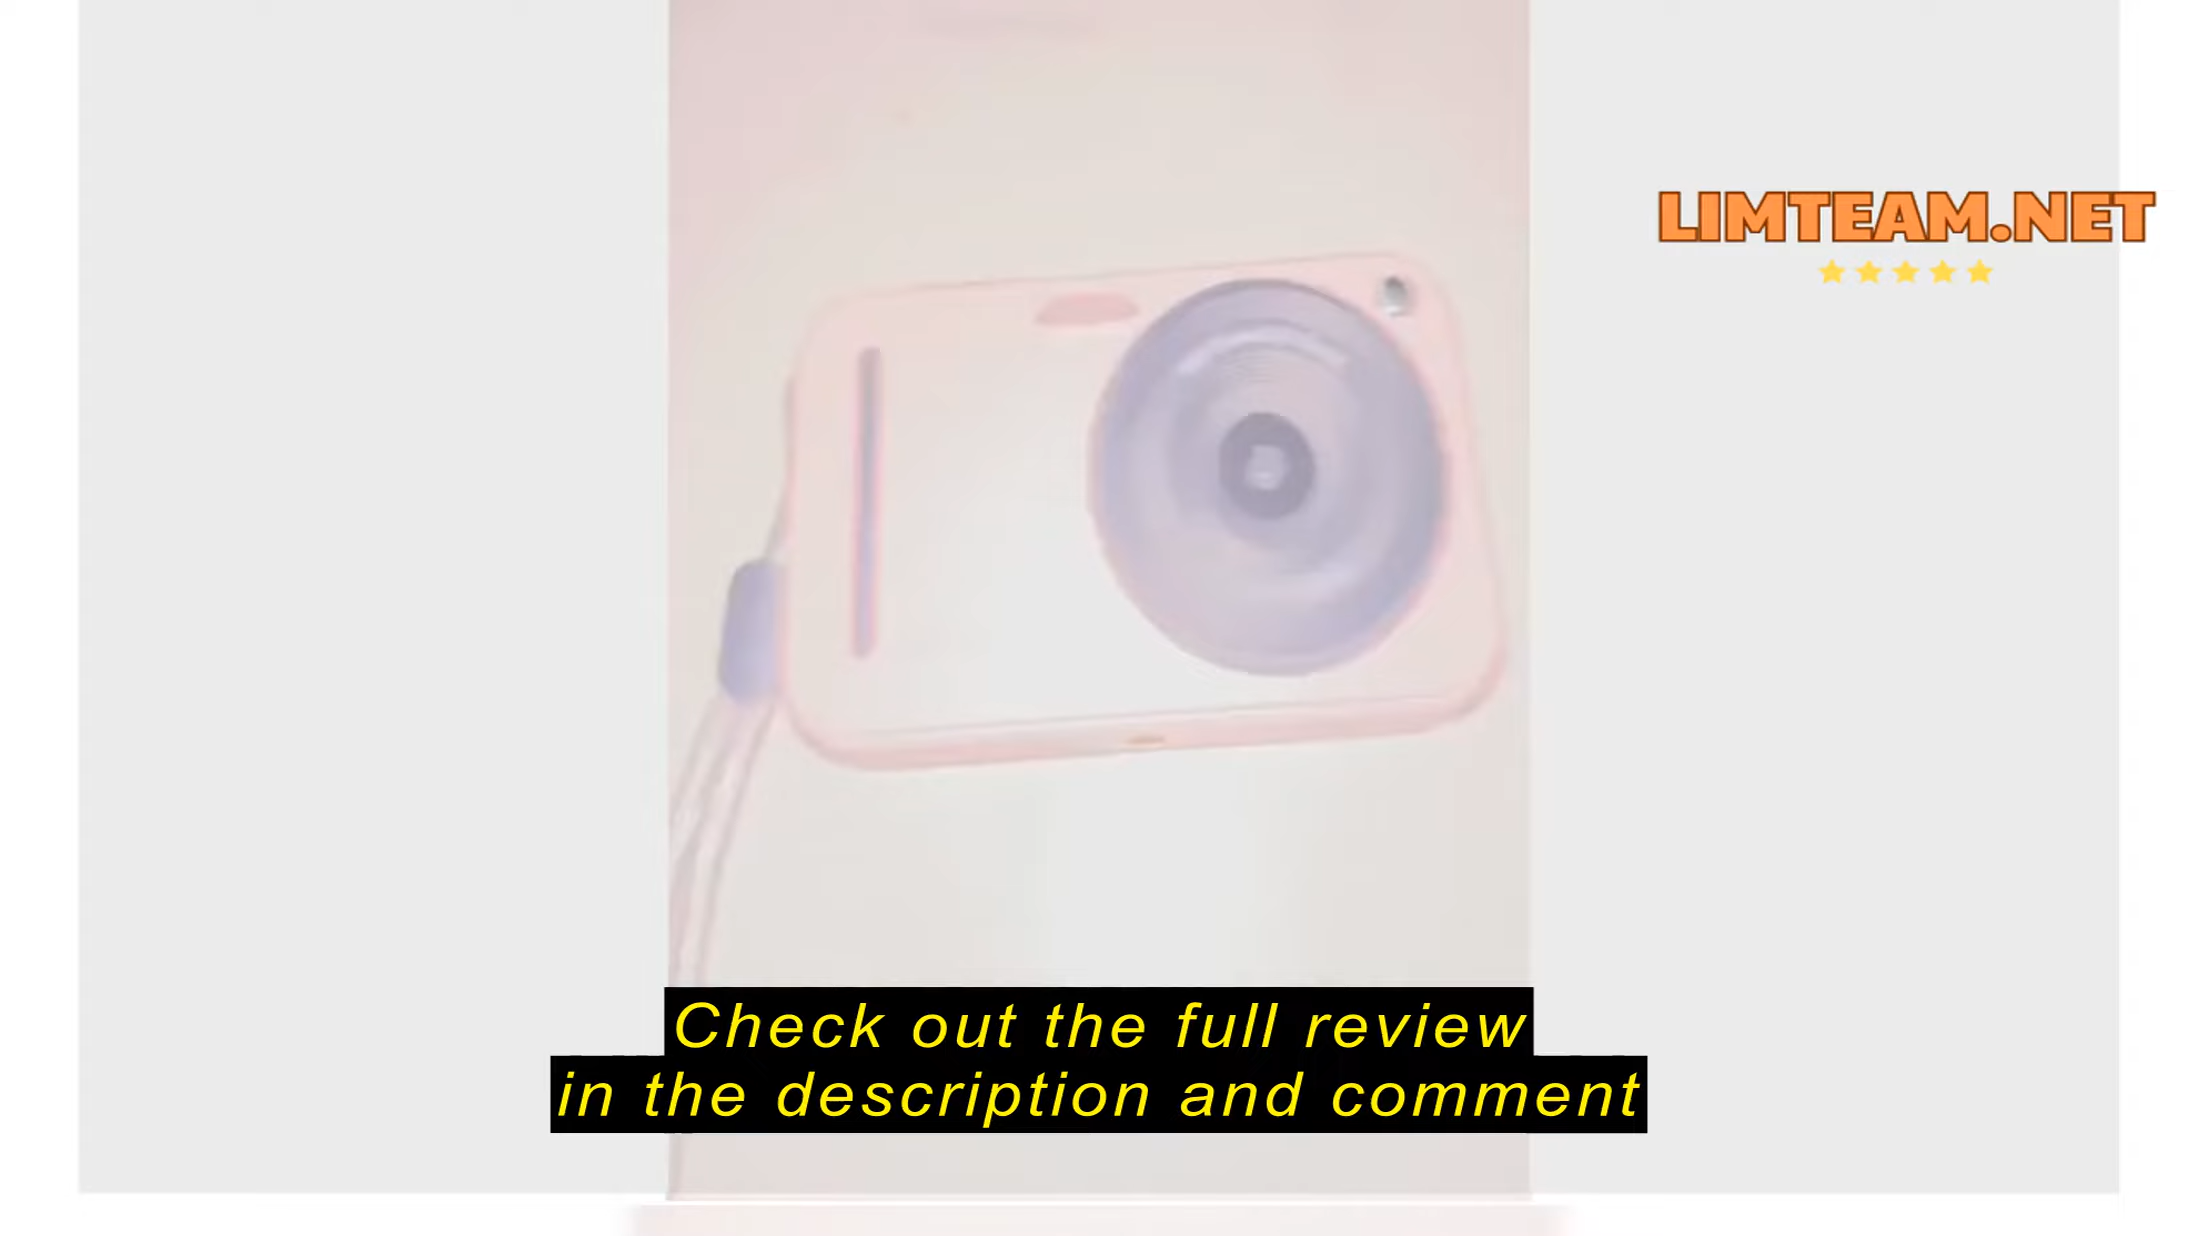 LIMTEAM.NET
Check out the full review
in the description and comment